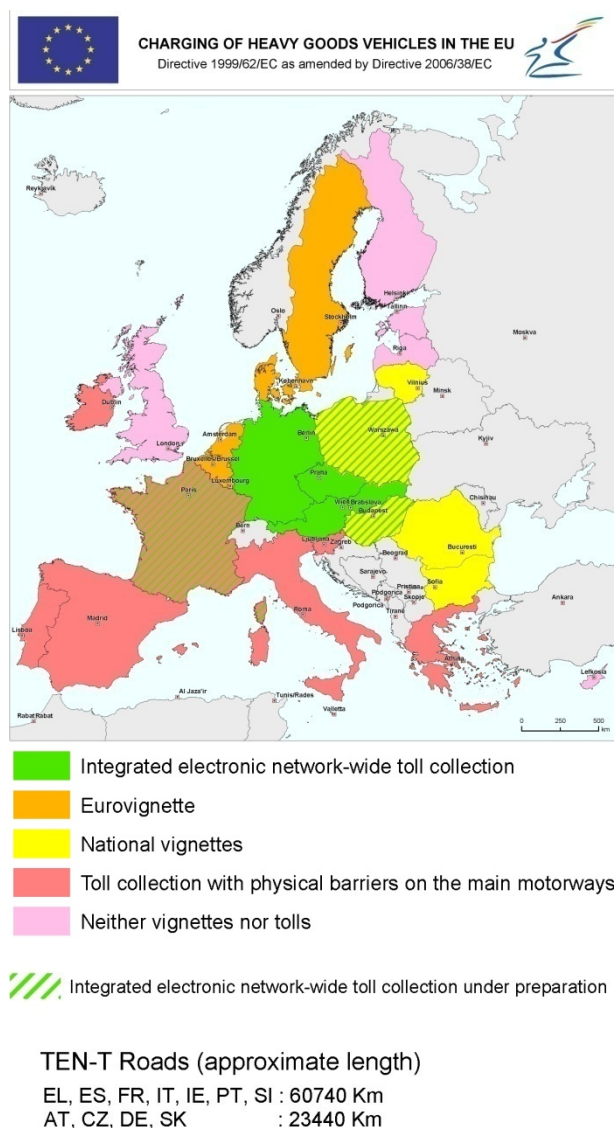 CHARGING OF HEAVY GOODS VEHICLES IN THE EU
Directive 1999/62/EC as amended by Directive 2006/38/EC
Reykjavik
Oslo
Helsinki
Tallinn
Stockholm
Moskva
Riga
København
Vilnius
Minsk
Dublin
London
Amsterdam
Berlin
Warszawa
Bruxelles/Brussel
Kyiv
Luxembourg
Praha
Paris
Wien
Bratislava
Budapest
Chisinau
Bern
Ljubljana
Zagreb
Beograd
Bucuresti
Sarajevo
Pristina
Sofia
Podgorica
Skopje
Podgorica
Tirana
Roma
Madrid
Lisboa
Ankara
Athina
Al Jaza'ir
Tunis/Rades
Valletta
Lefkosia
Rabat Rabat
0 250 500
km
Integrated electronic network-wide toll collection
Eurovignette
National vignettes
Toll collection with physical barriers on the main motorways
Neither vignettes nor tolls
Integrated electronic network-wide toll collection under preparation
TEN-T Roads (approximate length)
EL, ES, FR, IT, IE, PT, SI : 60740 Km
AT, CZ, DE, SK : 23440 Km